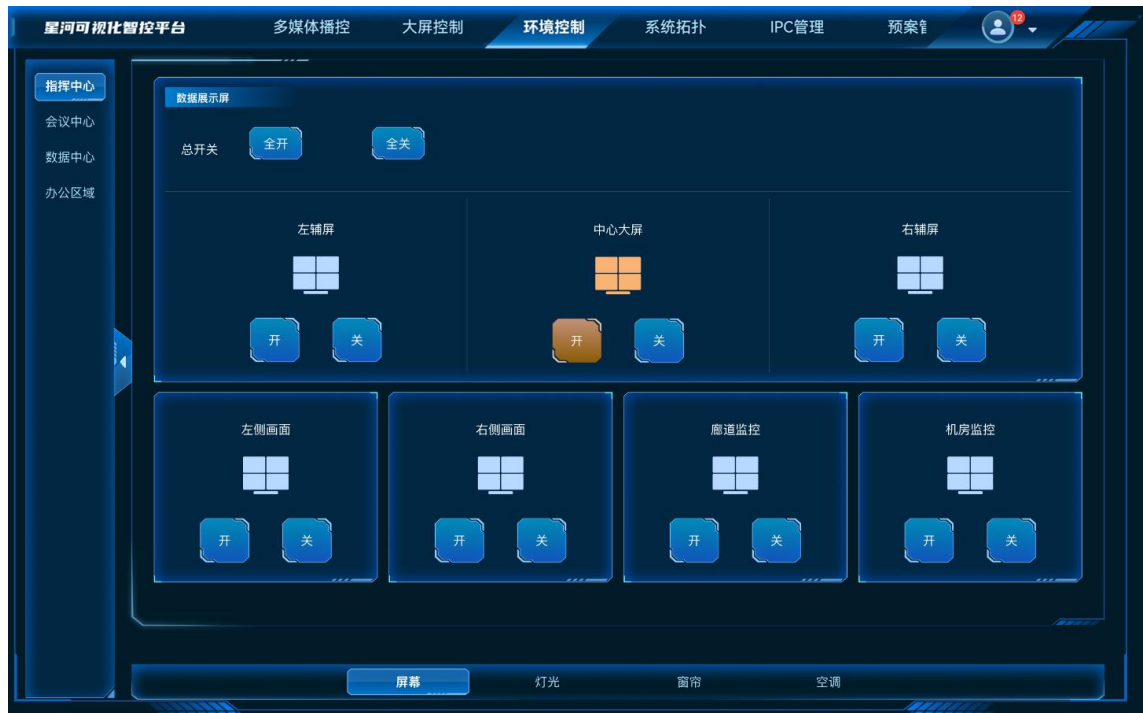 星河可视化智控平台
多媒体播控 大屏控制 环境控制 系统拓扑 IPC管理 预案 12
指挥中心
会议中心
数据中心
办公区域
数据展示屏
总开关 全开 全关
左辅屏 中心大屏 右辅屏
开 关 开 关 开 关
左侧画面 右侧画面 廊道监控 机房监控
开 关 开 关 开 关 开 关
屏幕 灯光 窗帘 空调